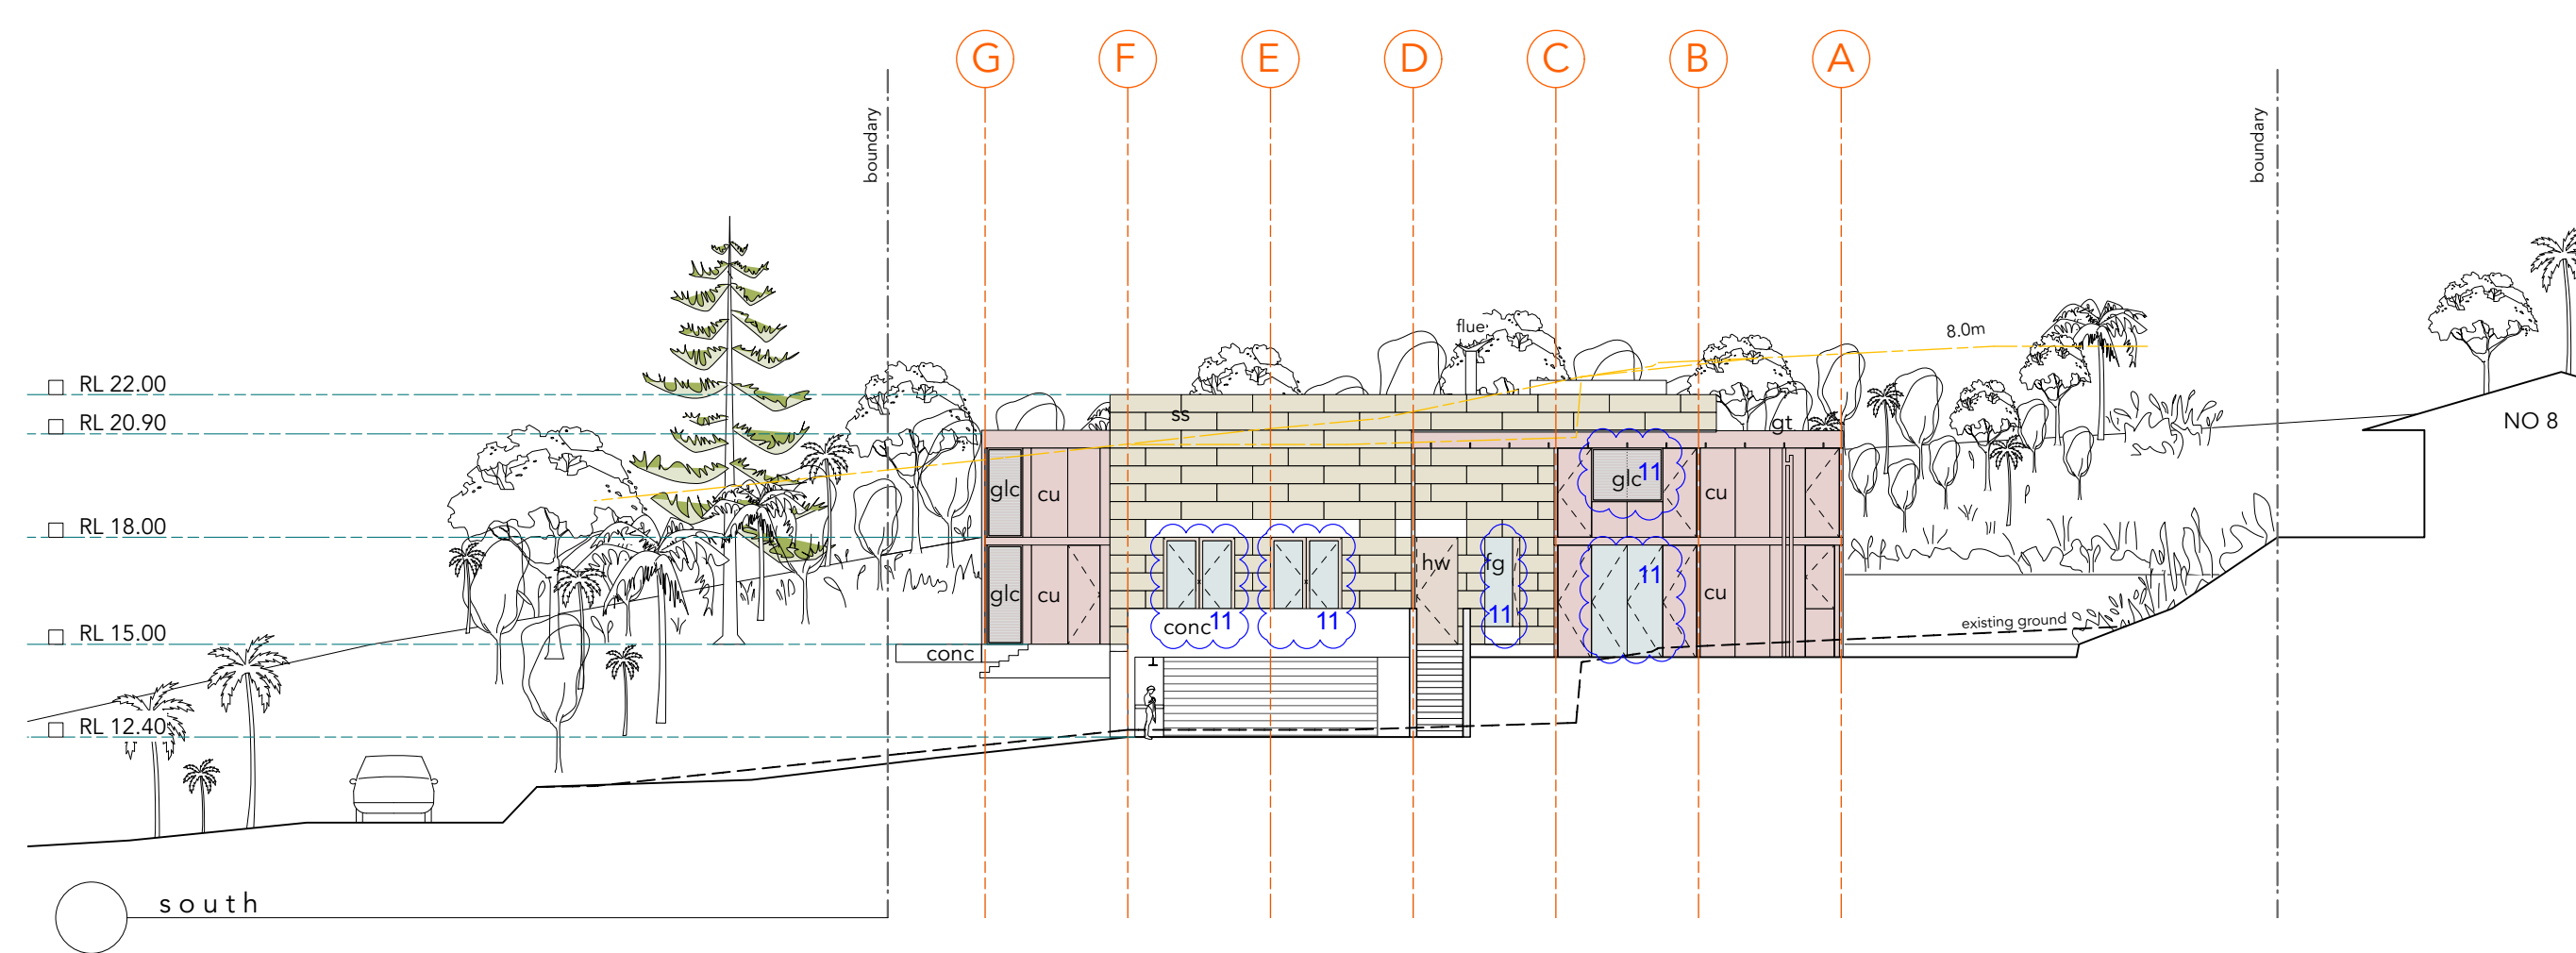 G F E D C B A
boundary
boundary
flue
8.0m
RL 22.00
ss
gt
RL 20.90
NO 8
glc
cu
glc
11
cu
RL 18.00
hw
fg
11
glc
cu
cu
conc
11
11
11
existing ground
RL 15.00
conc
RL 12.40
south